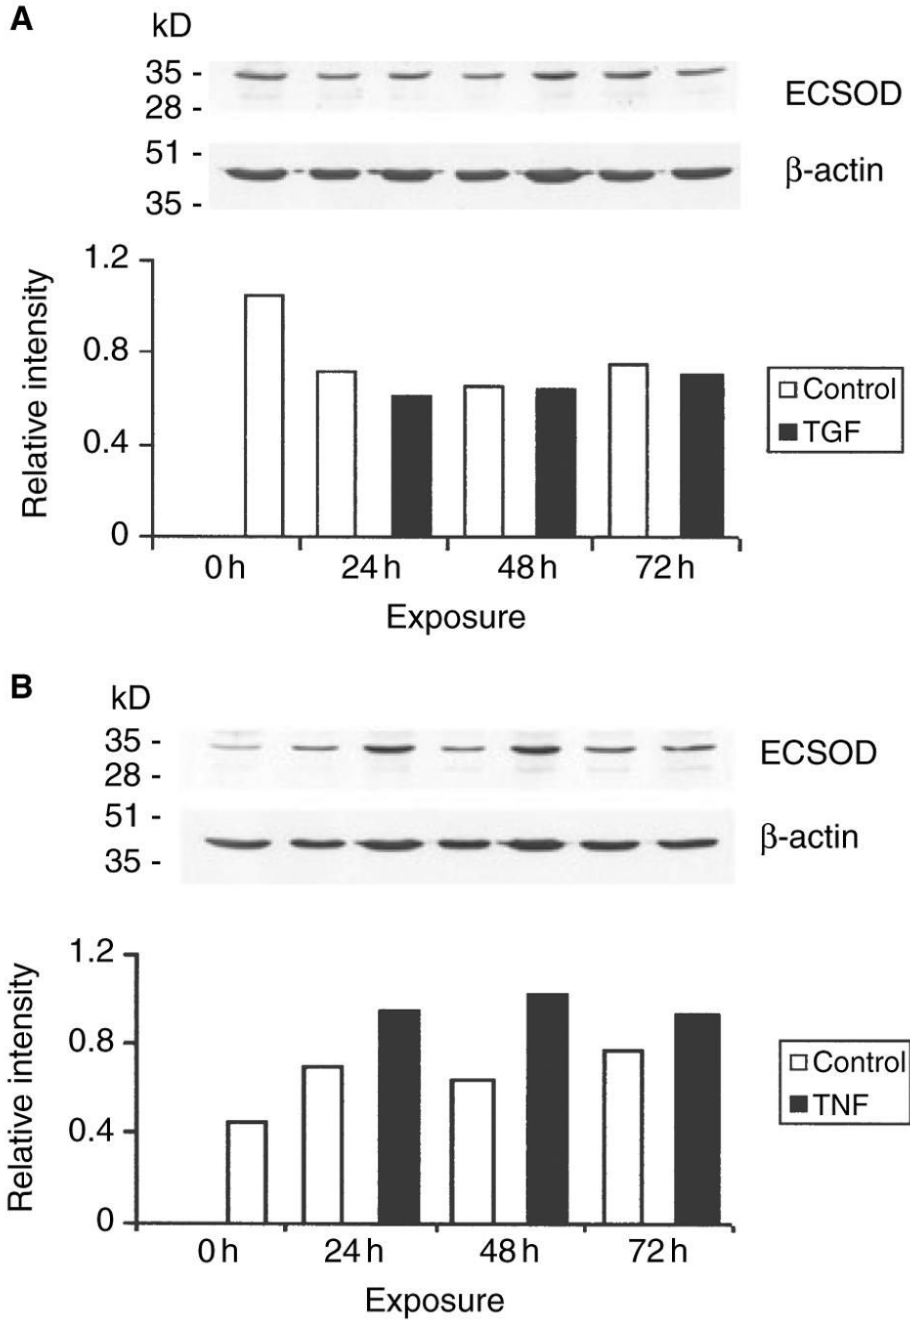 A
kD
35 -
28 -
ECSOD
51 -
35 -
β-actin
1.2
0.8
0.4
0
Relative intensity
Control
TGF
0 h
24 h
48 h
72 h
Exposure
B
kD
35 -
28 -
ECSOD
51 -
35 -
β-actin
1.2
0.8
0.4
0
Relative intensity
Control
TNF
0 h
24 h
48 h
72 h
Exposure